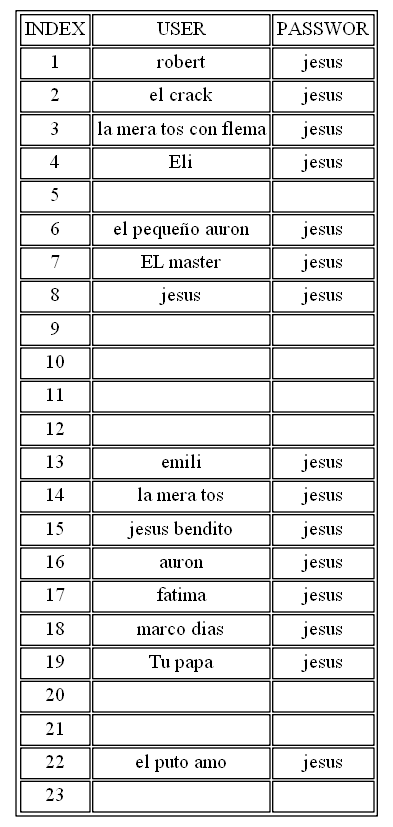 INDEX USER PASSWOR
1 robert jesus
2 el crack jesus
3 la mera tos con flema jesus
4 Eli jesus
5
6 el pequeño auron jesus
7 EL master jesus
8 jesus jesus
9
10
11
12
13 emili jesus
14 la mera tos jesus
15 jesus bendito jesus
16 auron jesus
17 fatima jesus
18 marco dias jesus
19 Tu papa jesus
20
21
22 el puto amo jesus
23